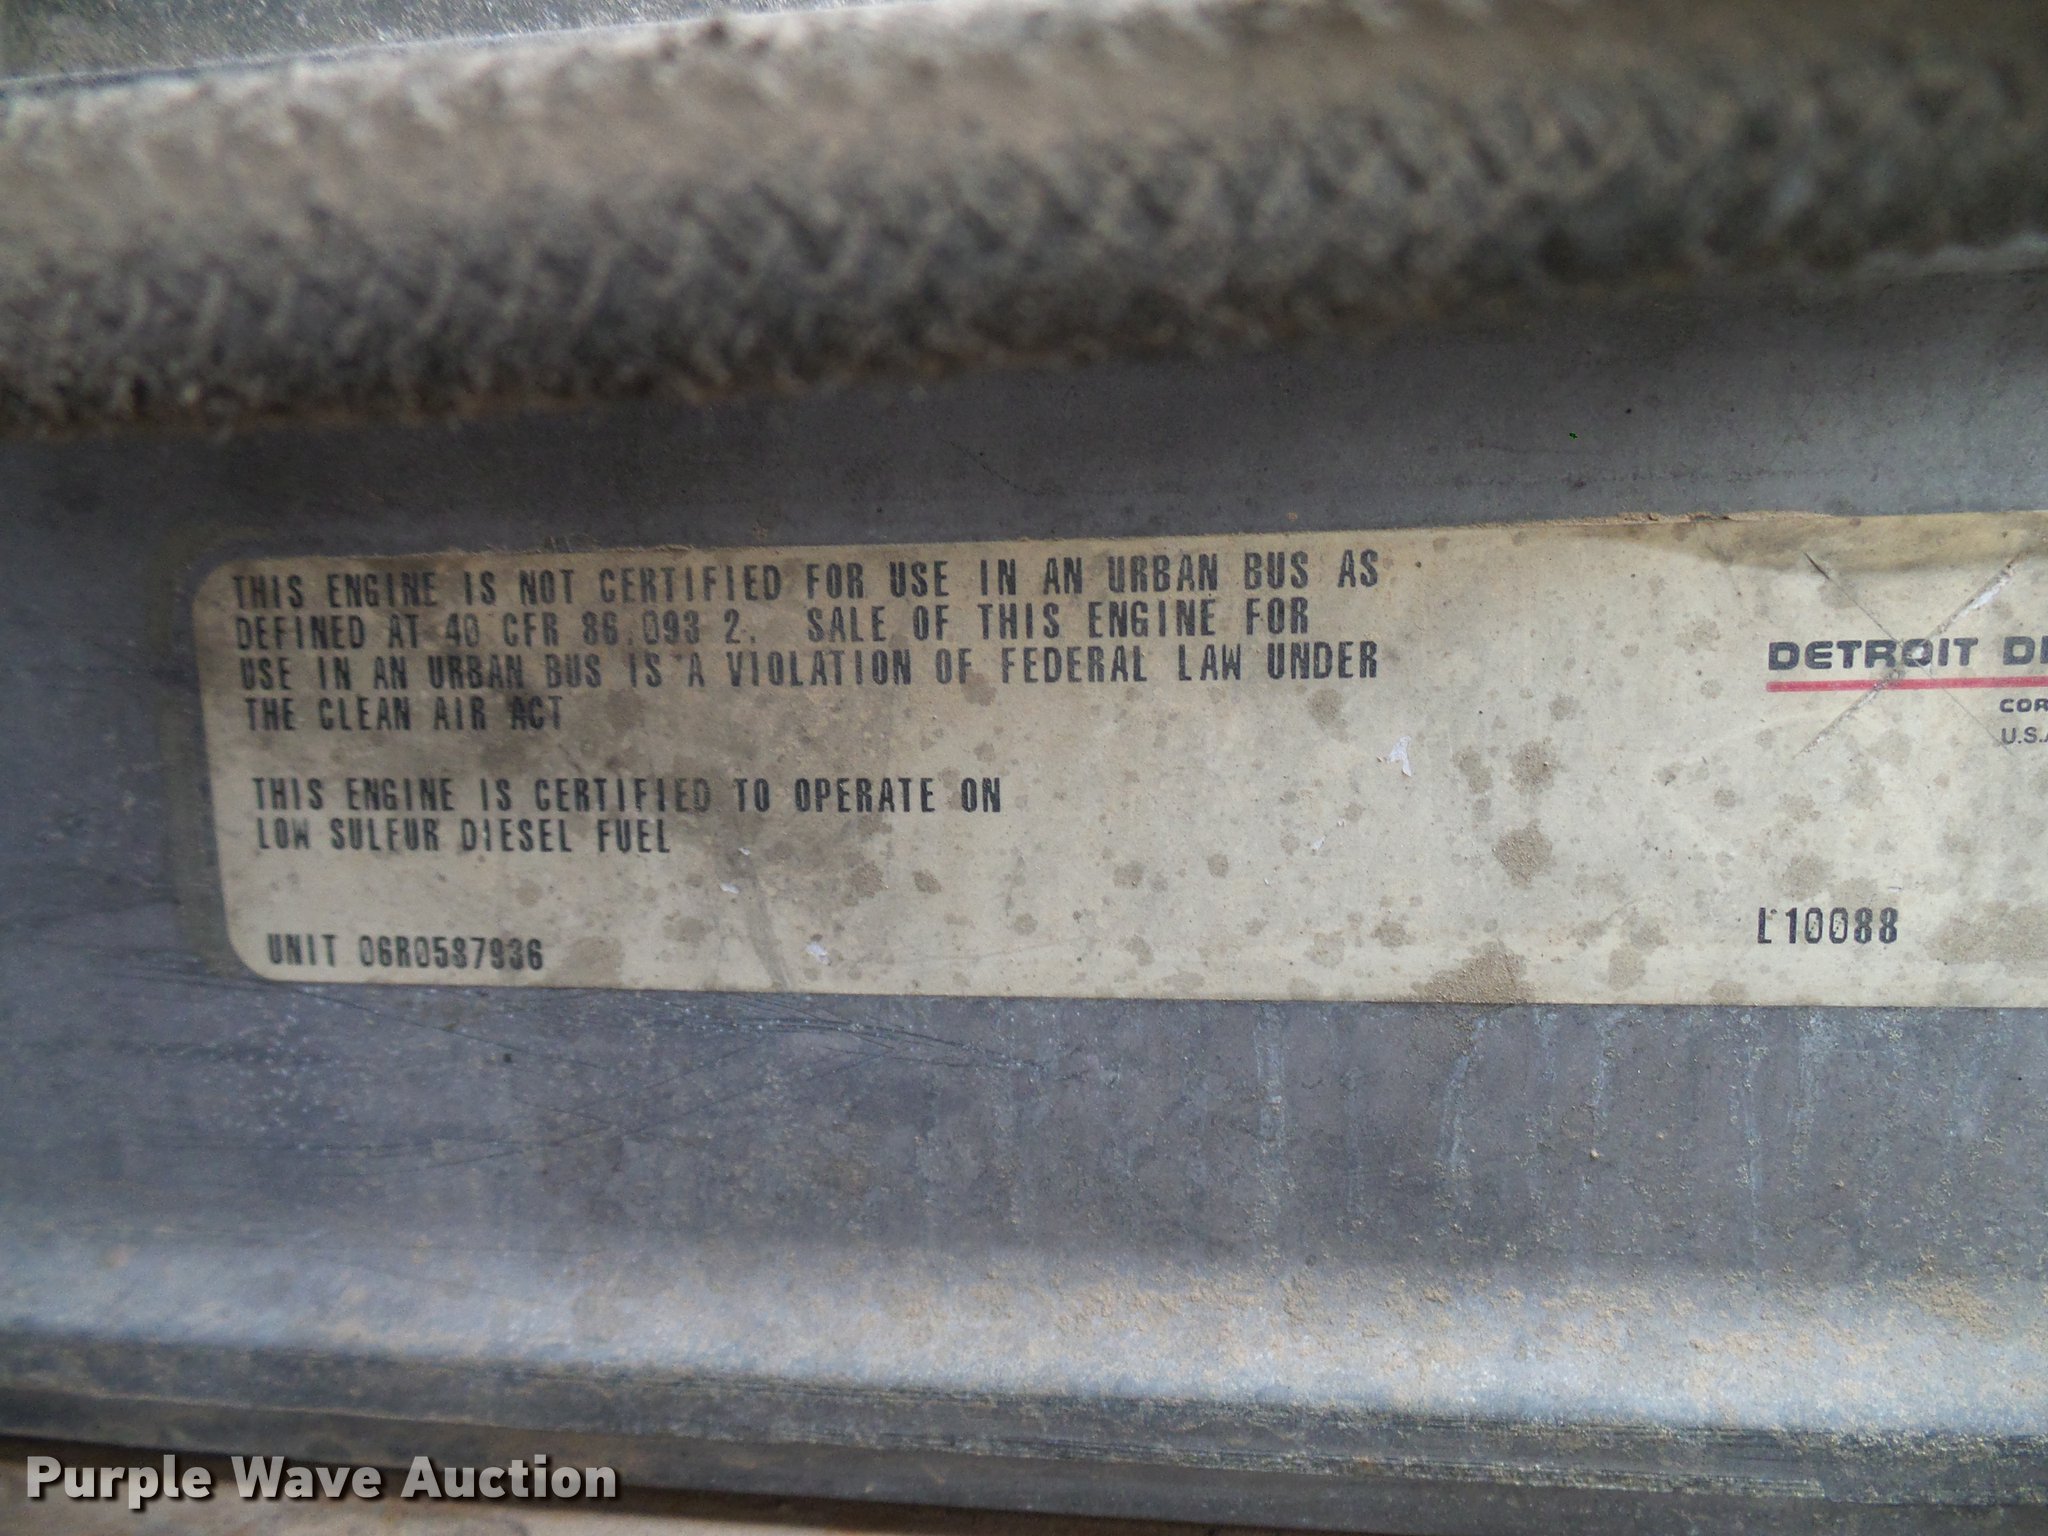 THIS ENGINE IS NOT CERTIFIED FOR USE IN AN URBAN BUS AS
DEFINED AT 40 CFR 86.093 2. SALE OF THIS ENGINE FOR
USE IN AN URBAN BUS IS A VIOLATION OF FEDERAL LAW UNDER
THE CLEAN AIR ACT
THIS ENGINE IS CERTIFIED TO OPERATE ON
LOW SULFUR DIESEL FUEL
UNIT 06R0587936
DETROIT DI
COR
U.S.A
L10088
Purple Wave Auction